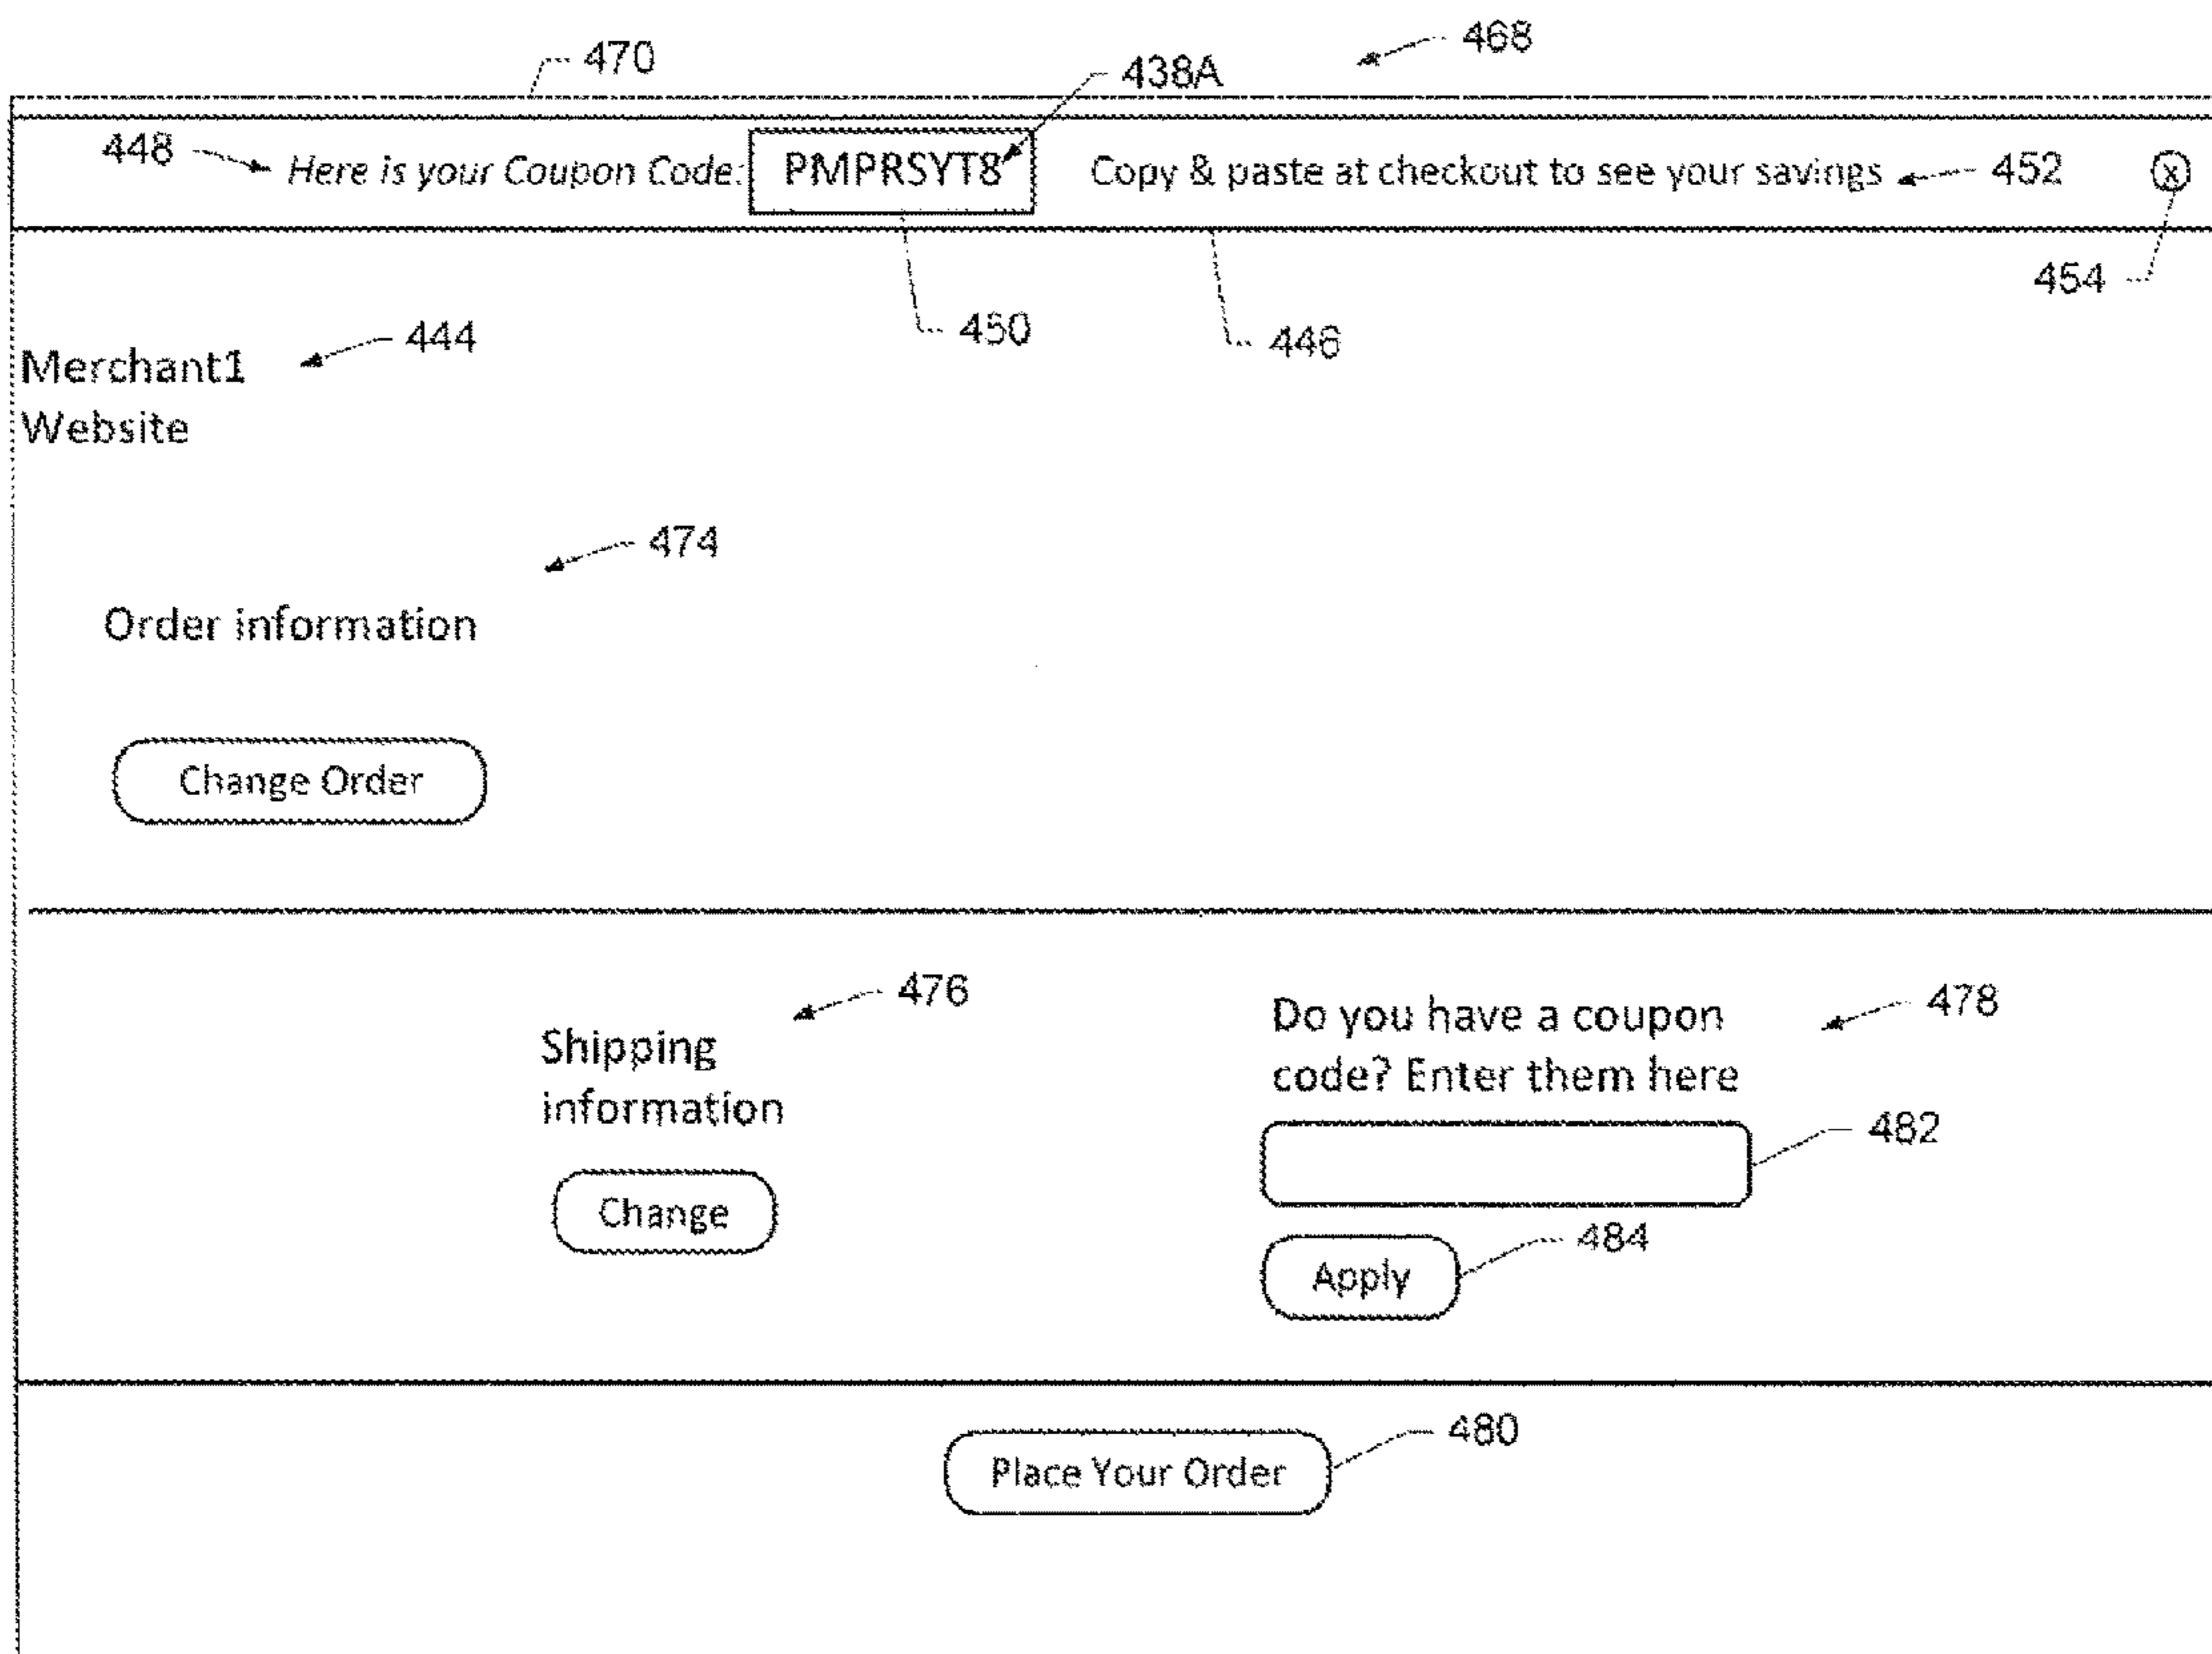 468
470
438A
448 Here is your Coupon Code: PMPRSYT8 Copy & paste at checkout to see your savings 452 x
454
450 446
Merchant1 444
Website
474
Order information
Change Order
476
Shipping
information
Change
478
Do you have a coupon
code? Enter them here
482
484
Apply
480
Place Your Order